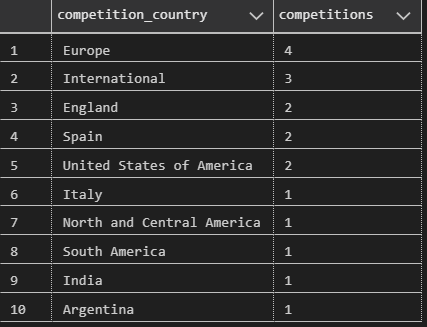 competition_country competitions
1 Europe 4
2 International 3
3 England 2
4 Spain 2
5 United States of America 2
6 Italy 1
7 North and Central America 1
8 South America 1
9 India 1
10 Argentina 1